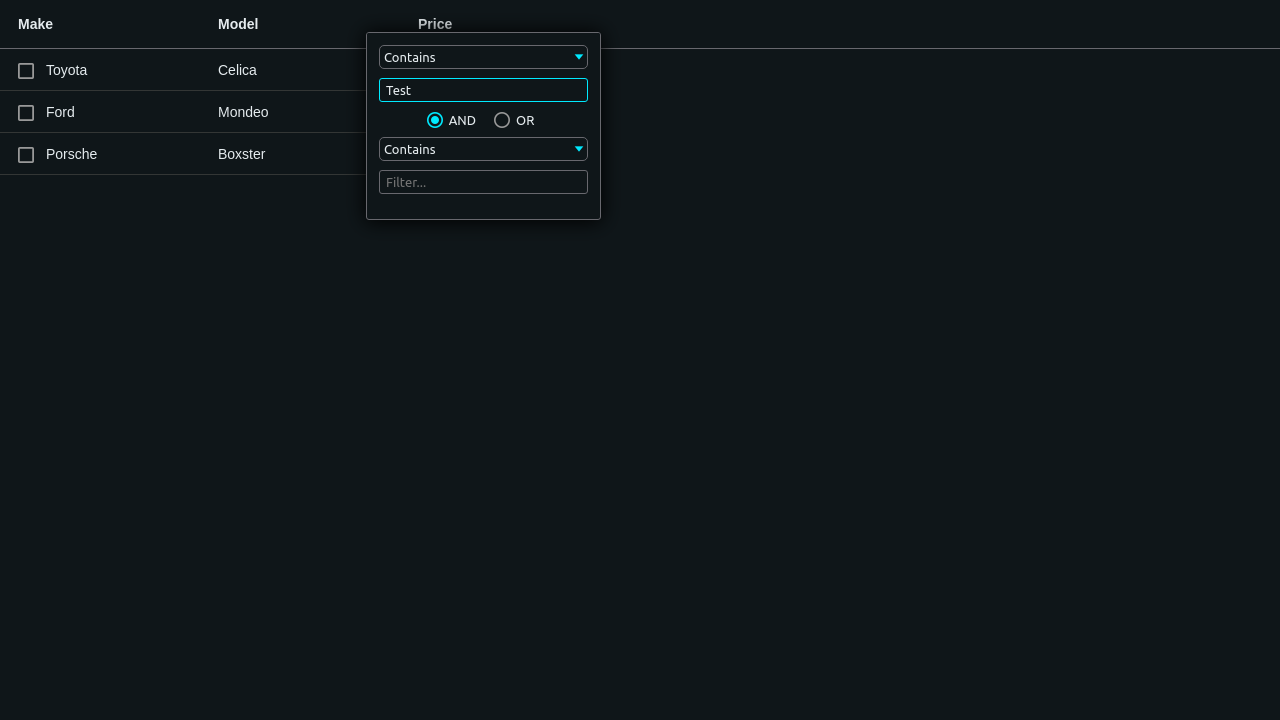 Make Model Price
Contains
Toyota Celica
Test
Ford Mondeo
AND OR
Porsche Boxster
Contains
Filter...